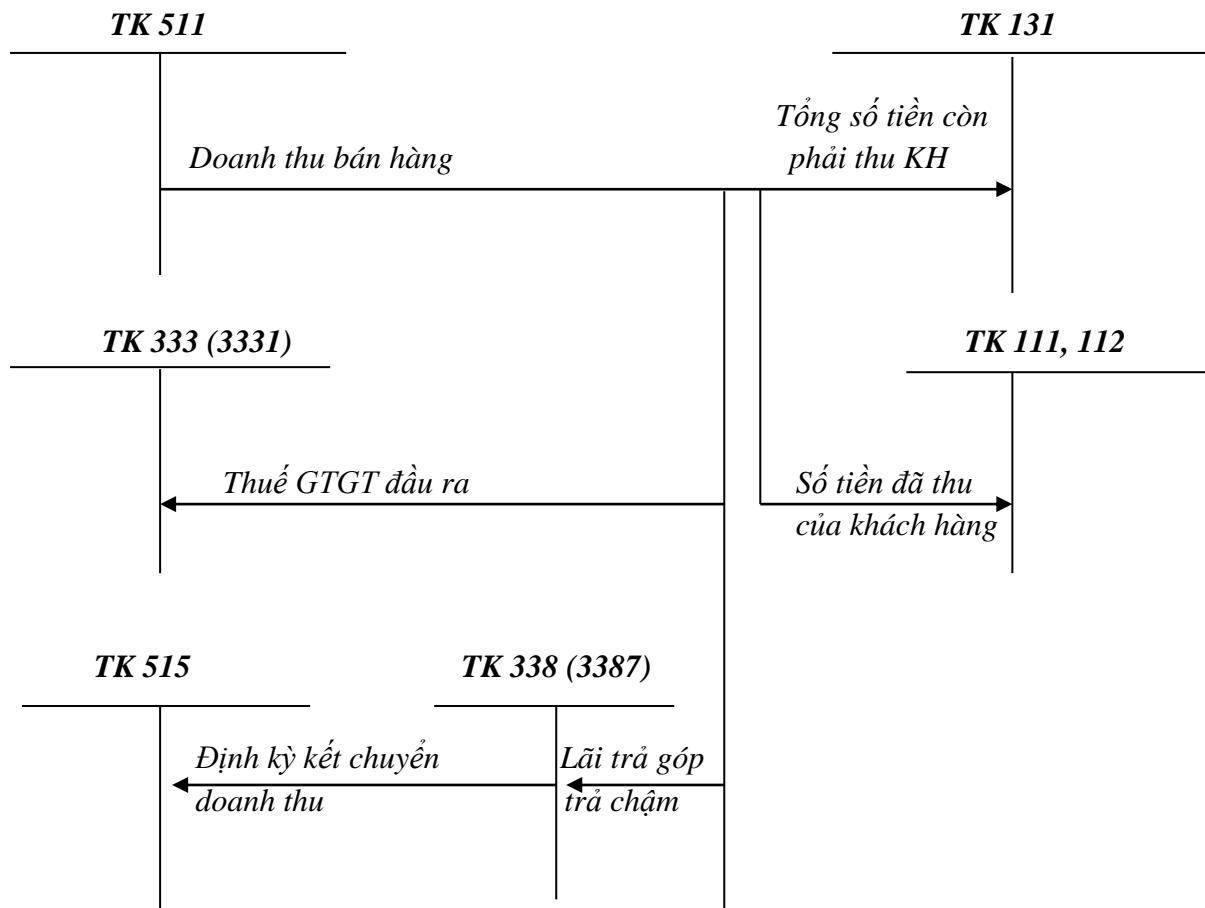 TK 511
TK 131
Tổng số tiền còn
phải thu KH
Doanh thu bán hàng
TK 333 (3331)
TK 111, 112
Thuế GTGT đầu ra
Số tiền đã thu
của khách hàng
TK 515
TK 338 (3387)
Định kỳ kết chuyển
doanh thu
Lãi trả góp
trả chậm